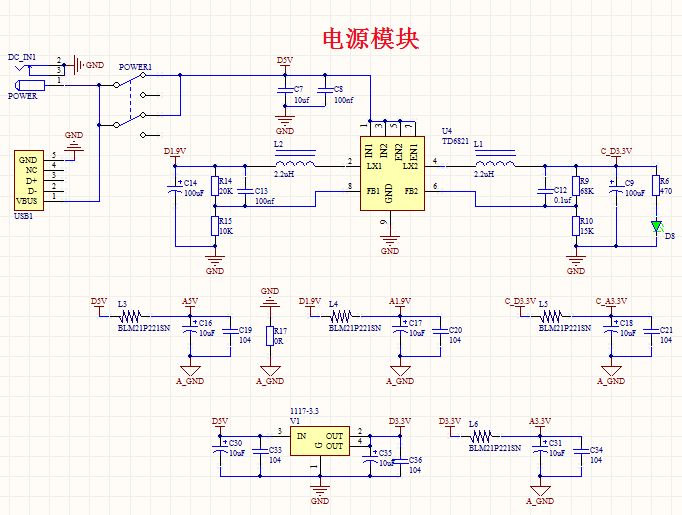 电源模块
DC_IN1
2
3
1
GND
POWER
POWER1
D5V
C7
10uf
C8
100nf
GND
GND
GND 5
NC 4
D+ 3
D- 2
VBUS 1
USB1
U4
TD6821
1 3 5 7
IN1 IN2 EN2 EN1
LX1 LX2
FB1 FB2
GND
2 4
8 6
9
GND
D1.9V
L2
2.2uH
C14
100uF
R14
20K
C13
100nf
R15
10K
GND
L1
2.2uH
C_D3.3V
C12
0.1uf
R9
68K
C9
100uF
R6
470
R10
15K
D8
GND
D5V
L3
BLM21P221SN
A5V
C16
10uF
C19
104
A_GND
GND
R17
0R
A_GND
D1.9V
L4
BLM21P221SN
A1.9V
C17
10uF
C20
104
A_GND
C_D3.3V
L5
BLM21P221SN
C_A3.3V
C18
10uF
C21
104
A_GND
D5V
C30
10uF
C33
104
1117-3.3
V1
3 IN OUT 2
OUT 4
G
1
GND
D3.3V
C35
10uF
C36
104
D3.3V
L6
BLM21P221SN
A3.3V
C31
10uF
C34
104
A_GND